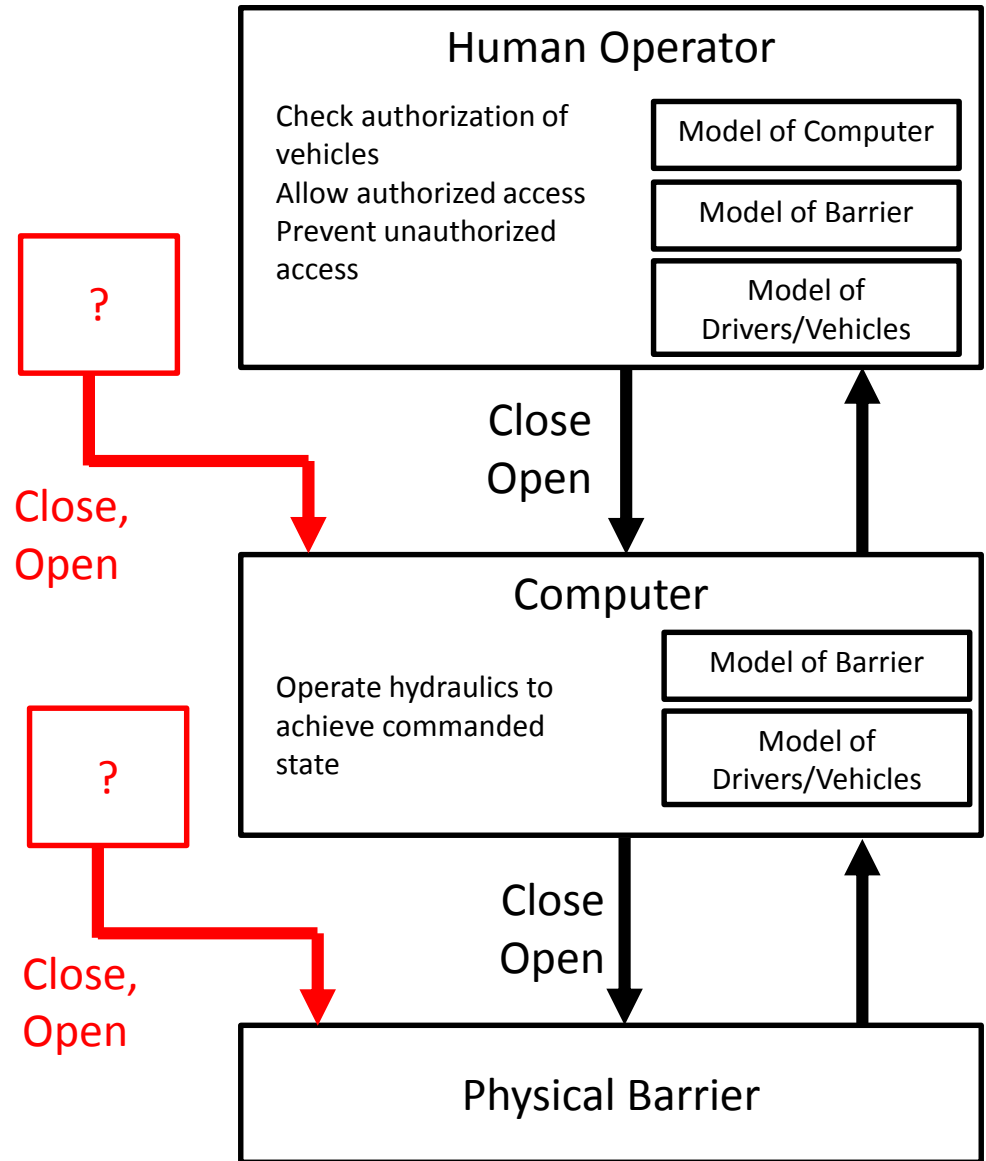 Human Operator
Check authorization of
vehicles
Allow authorized access
Prevent unauthorized
access
Model of Computer
Model of Barrier
Model of
Drivers/Vehicles
?
Close,
Open
Close
Open
Computer
Operate hydraulics to
achieve commanded
state
Model of Barrier
Model of
Drivers/Vehicles
?
Close,
Open
Close
Open
Physical Barrier